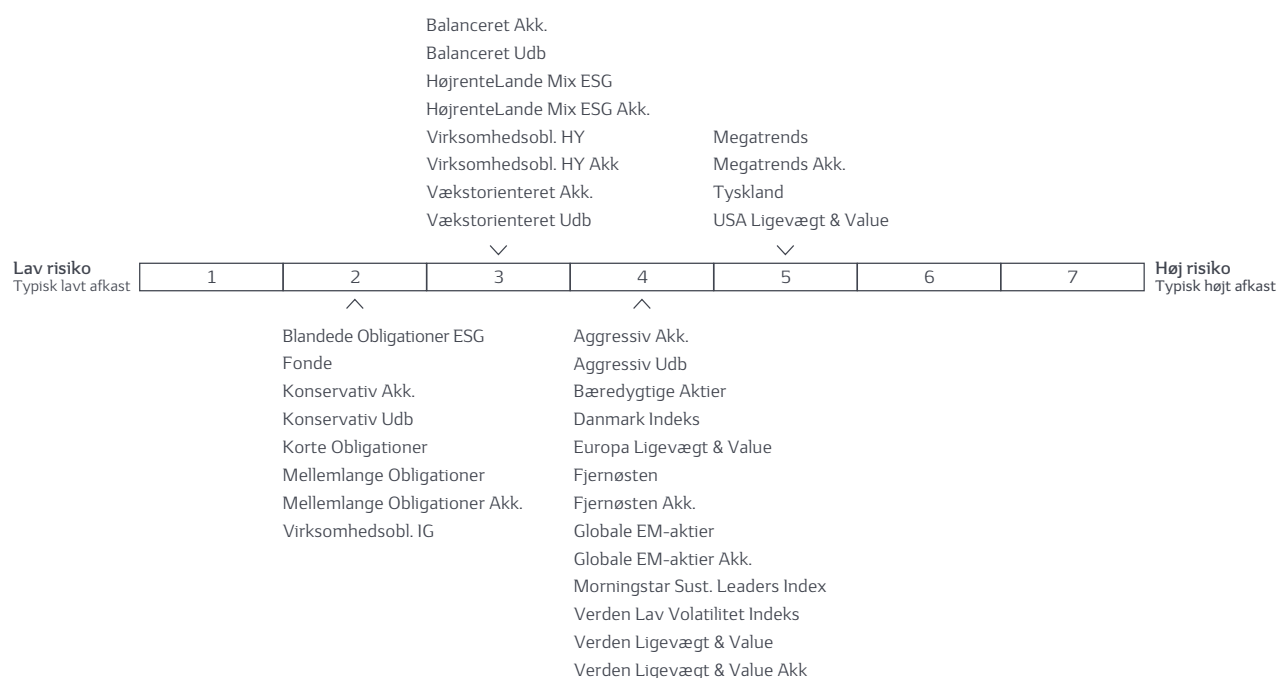 Balanceret Akk.
Balanceret Udb
HøjrenteLande Mix ESG
HøjrenteLande Mix ESG Akk.
Virksomhedsobl. HY
Virksomhedsobl. HY Akk
Vækstorienteret Akk.
Vækstorienteret Udb
Megatrends
Megatrends Akk.
Tyskland
USA Ligevægt & Value
Lav risiko
Typisk lavt afkast
1 2 3 4 5 6 7
Høj risiko
Typisk højt afkast
Blandede Obligationer ESG
Fonde
Konservativ Akk.
Konservativ Udb
Korte Obligationer
Mellemlange Obligationer
Mellemlange Obligationer Akk.
Virksomhedsobl. IG
Aggressiv Akk.
Aggressiv Udb
Bæredygtige Aktier
Danmark Indeks
Europa Ligevægt & Value
Fjernøsten
Fjernøsten Akk.
Globale EM-aktier
Globale EM-aktier Akk.
Morningstar Sust. Leaders Index
Verden Lav Volatilitet Indeks
Verden Ligevægt & Value
Verden Ligevægt & Value Akk